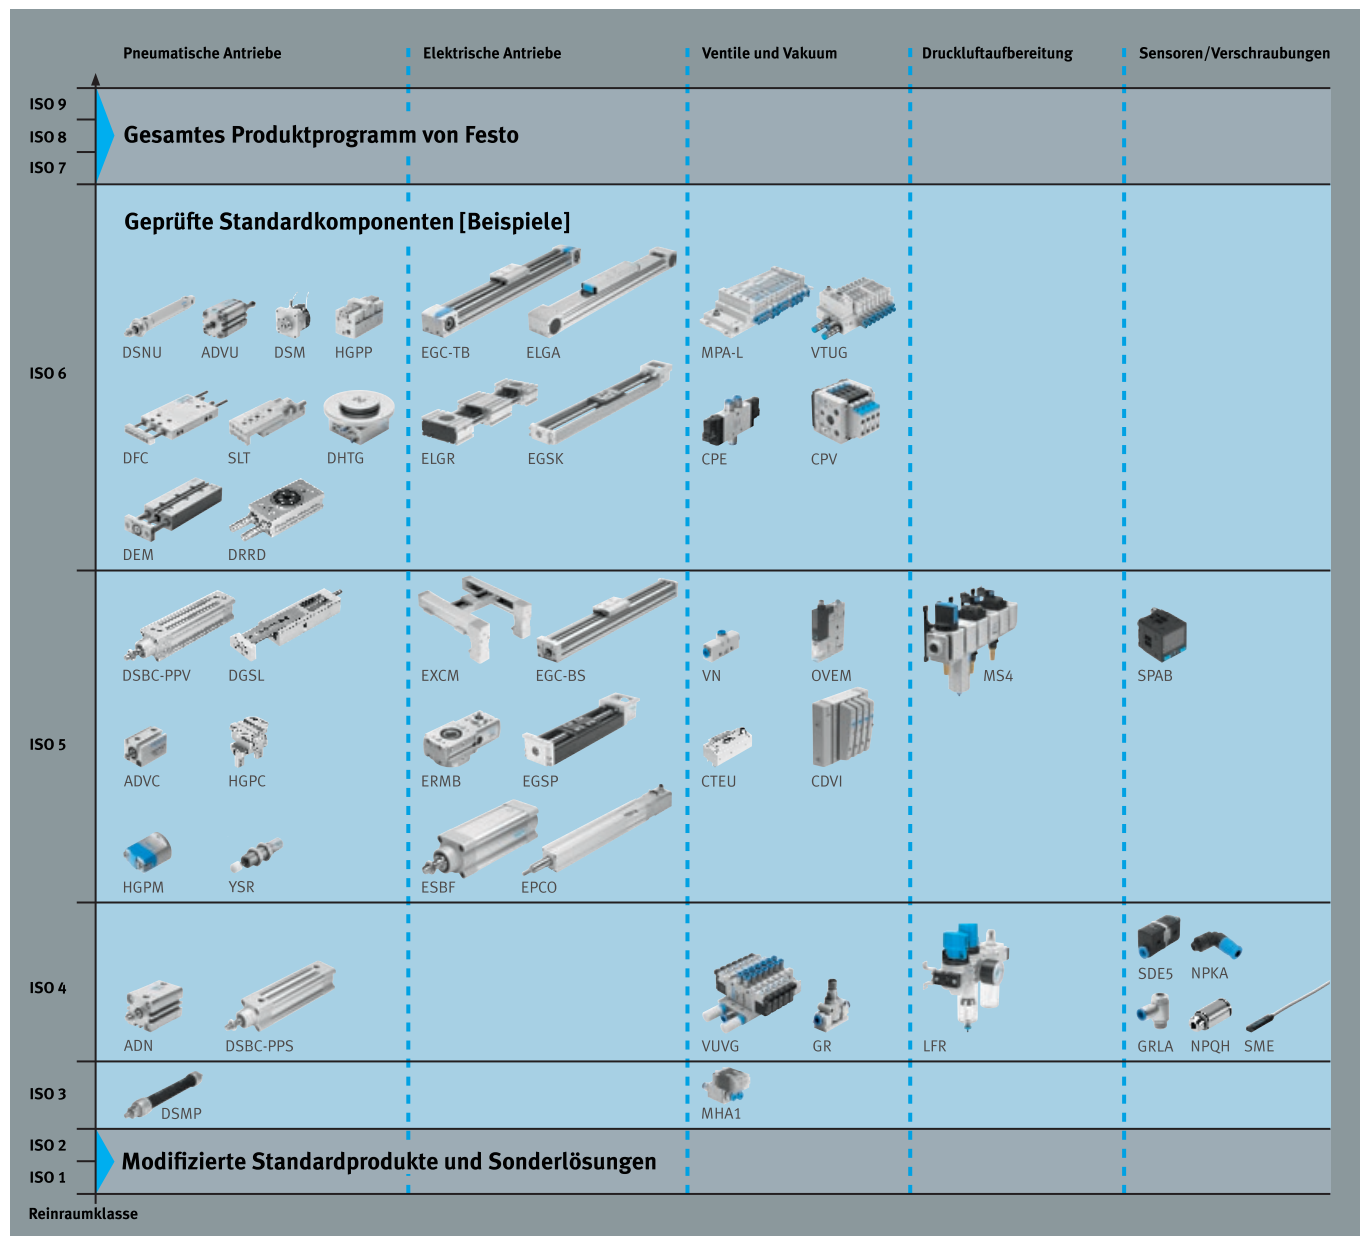 Pneumatische Antriebe
Elektrische Antriebe
Ventile und Vakuum
Druckluftaufbereitung
Sensoren/Verschraubungen
ISO 9
ISO 8
ISO 7
Gesamtes Produktprogramm von Festo
Geprüfte Standardkomponenten [Beispiele]
ISO 6
DSNU ADVU DSM HGPP EGC-TB ELGA MPA-L VTUG
DFC SLT DHTG ELGR EGSK CPE CPV
DEM DRRD
ISO 5
DSBC-PPV DGSL EXCM EGC-BS VN OVEM MS4 SPAB
ADVC HGPC ERMB EGSP CTEU CDVI
HGPM YSR ESBF EPCO
ISO 4
SDE5 NPKA
ADN DSBC-PPS VUVG GR LFR GRLA NPQH SME
ISO 3
DSMP MHA1
ISO 2
ISO 1
Modifizierte Standardprodukte und Sonderlösungen
Reinraumklasse